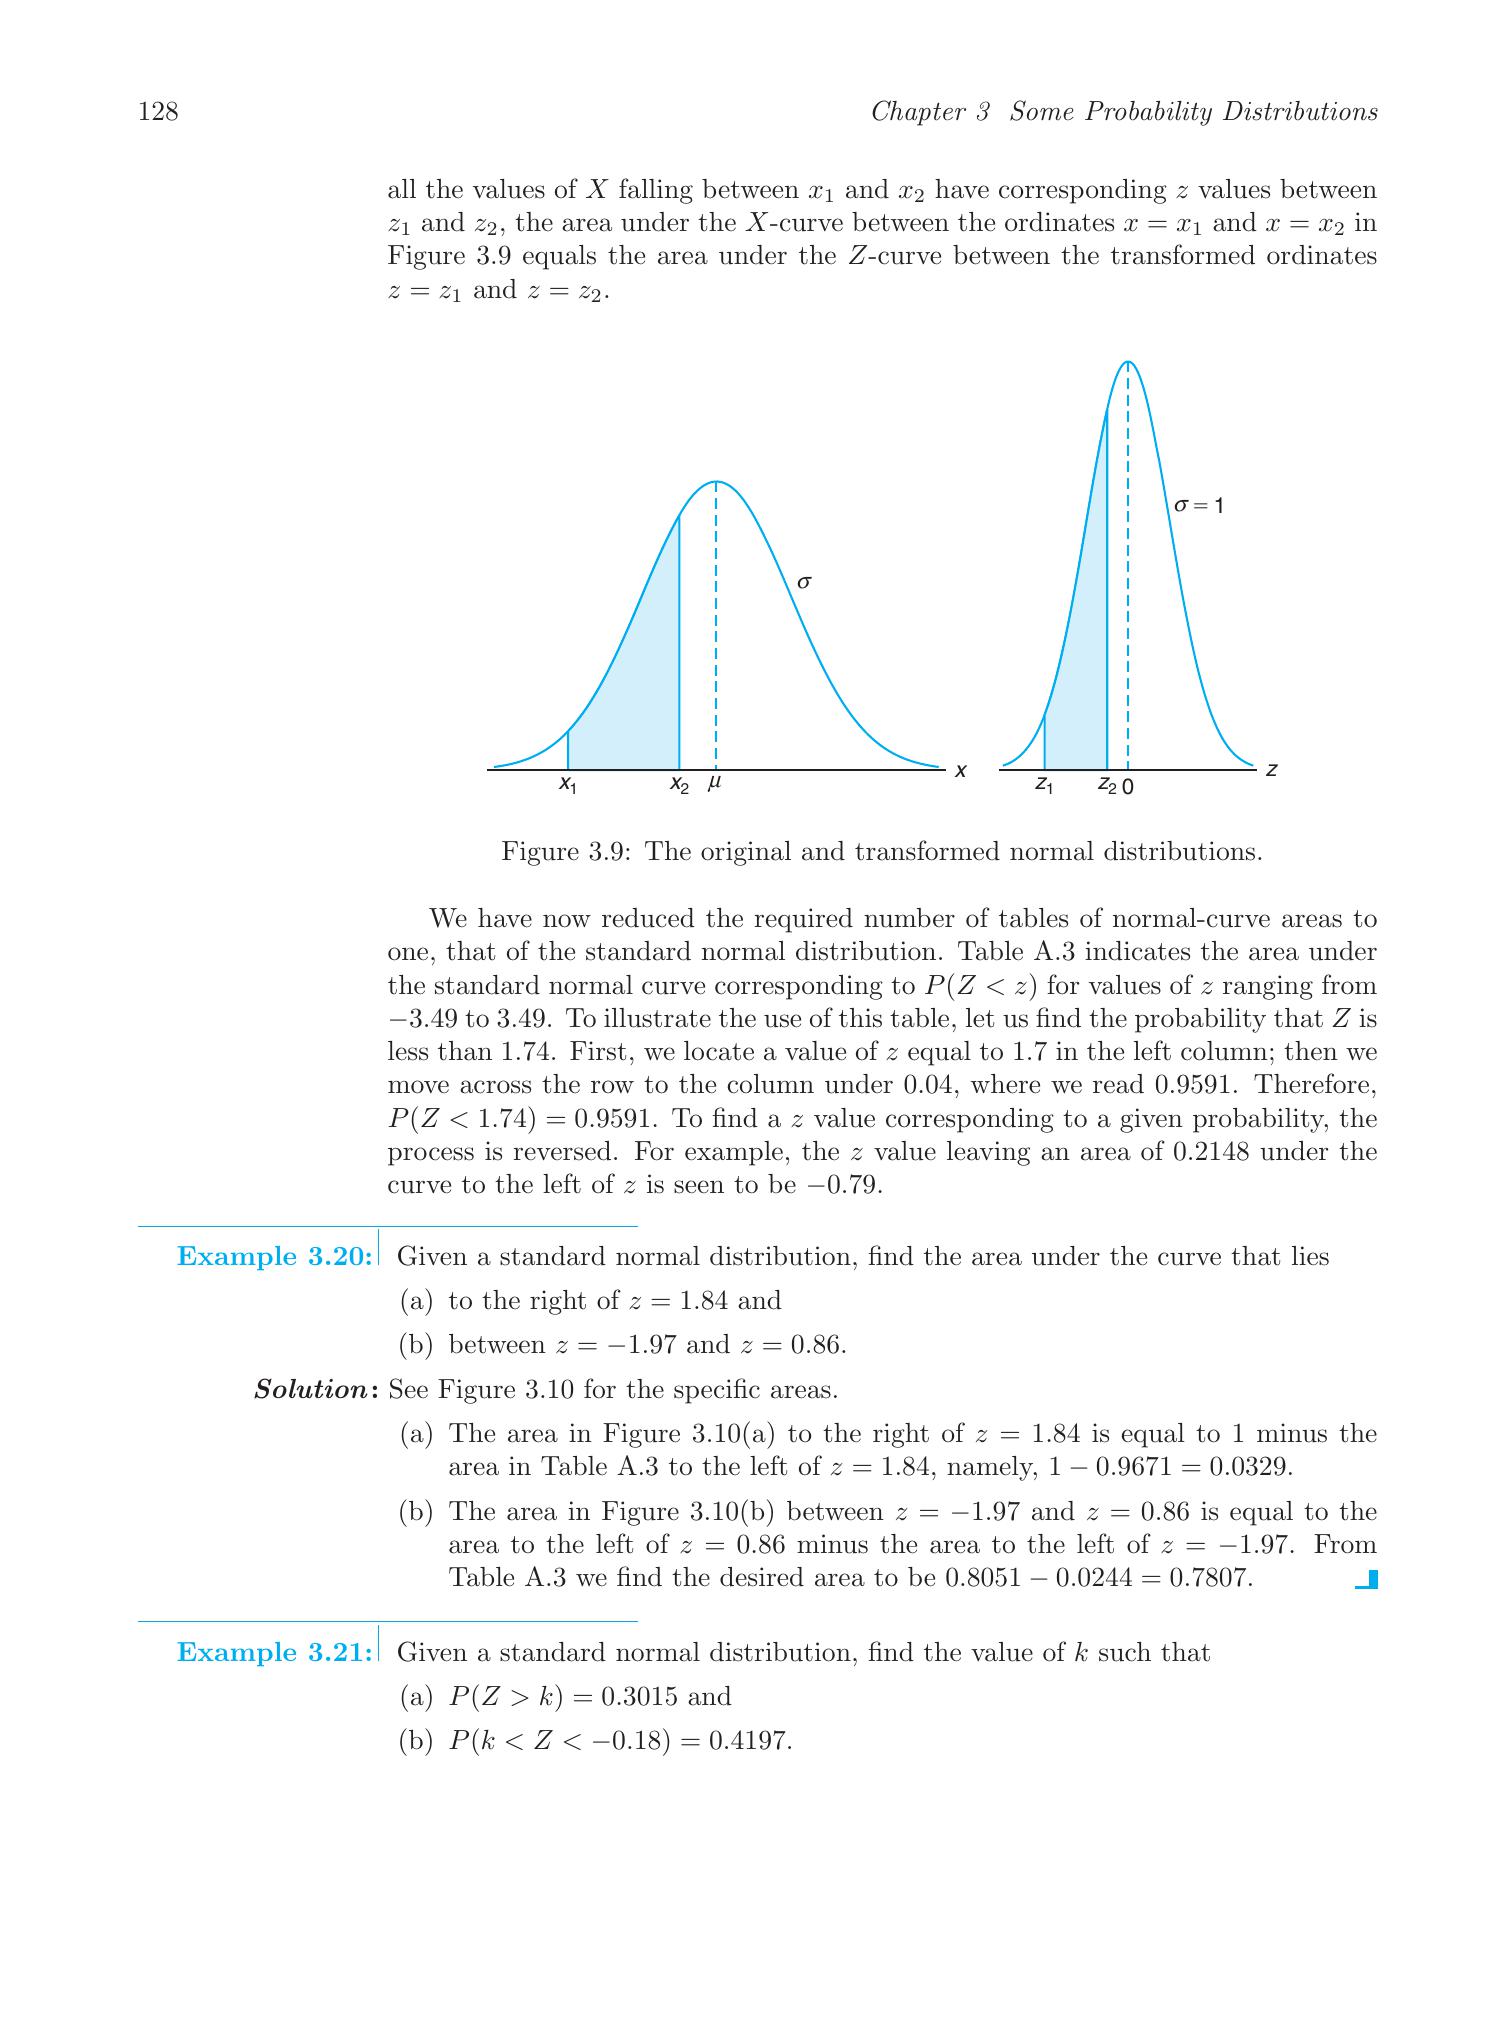 128 Chapter 3 Some Probability Distributions
all the values of X falling between x₁ and x₂ have corresponding z values between
z₁ and z₂, the area under the X-curve between the ordinates x = x₁ and x = x₂ in
Figure 3.9 equals the area under the Z-curve between the transformed ordinates
z = z₁ and z = z₂.
σ
x₁ x₂ μ x
σ = 1
z₁ z₂ 0 z
Figure 3.9: The original and transformed normal distributions.
We have now reduced the required number of tables of normal-curve areas to
one, that of the standard normal distribution. Table A.3 indicates the area under
the standard normal curve corresponding to P(Z < z) for values of z ranging from
−3.49 to 3.49. To illustrate the use of this table, let us find the probability that Z is
less than 1.74. First, we locate a value of z equal to 1.7 in the left column; then we
move across the row to the column under 0.04, where we read 0.9591. Therefore,
P(Z < 1.74) = 0.9591. To find a z value corresponding to a given probability, the
process is reversed. For example, the z value leaving an area of 0.2148 under the
curve to the left of z is seen to be −0.79.
Example 3.20: Given a standard normal distribution, find the area under the curve that lies
(a) to the right of z = 1.84 and
(b) between z = −1.97 and z = 0.86.
Solution: See Figure 3.10 for the specific areas.
(a) The area in Figure 3.10(a) to the right of z = 1.84 is equal to 1 minus the
area in Table A.3 to the left of z = 1.84, namely, 1 − 0.9671 = 0.0329.
(b) The area in Figure 3.10(b) between z = −1.97 and z = 0.86 is equal to the
area to the left of z = 0.86 minus the area to the left of z = −1.97. From
Table A.3 we find the desired area to be 0.8051 − 0.0244 = 0.7807.
Example 3.21: Given a standard normal distribution, find the value of k such that
(a) P(Z > k) = 0.3015 and
(b) P(k < Z < −0.18) = 0.4197.